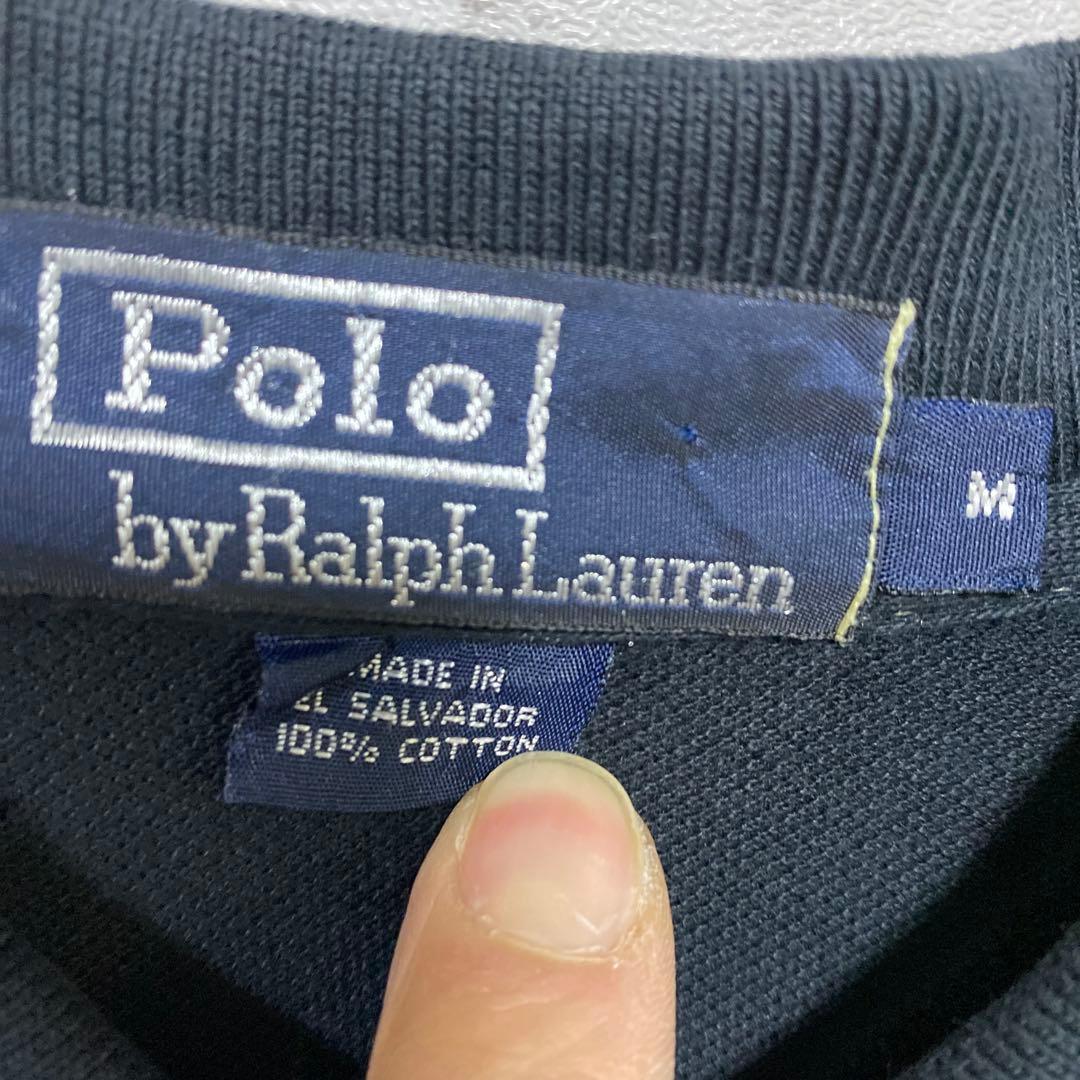 Polo
by Ralph Lauren
M
MADE IN
EL SALVADOR
100% COTTON